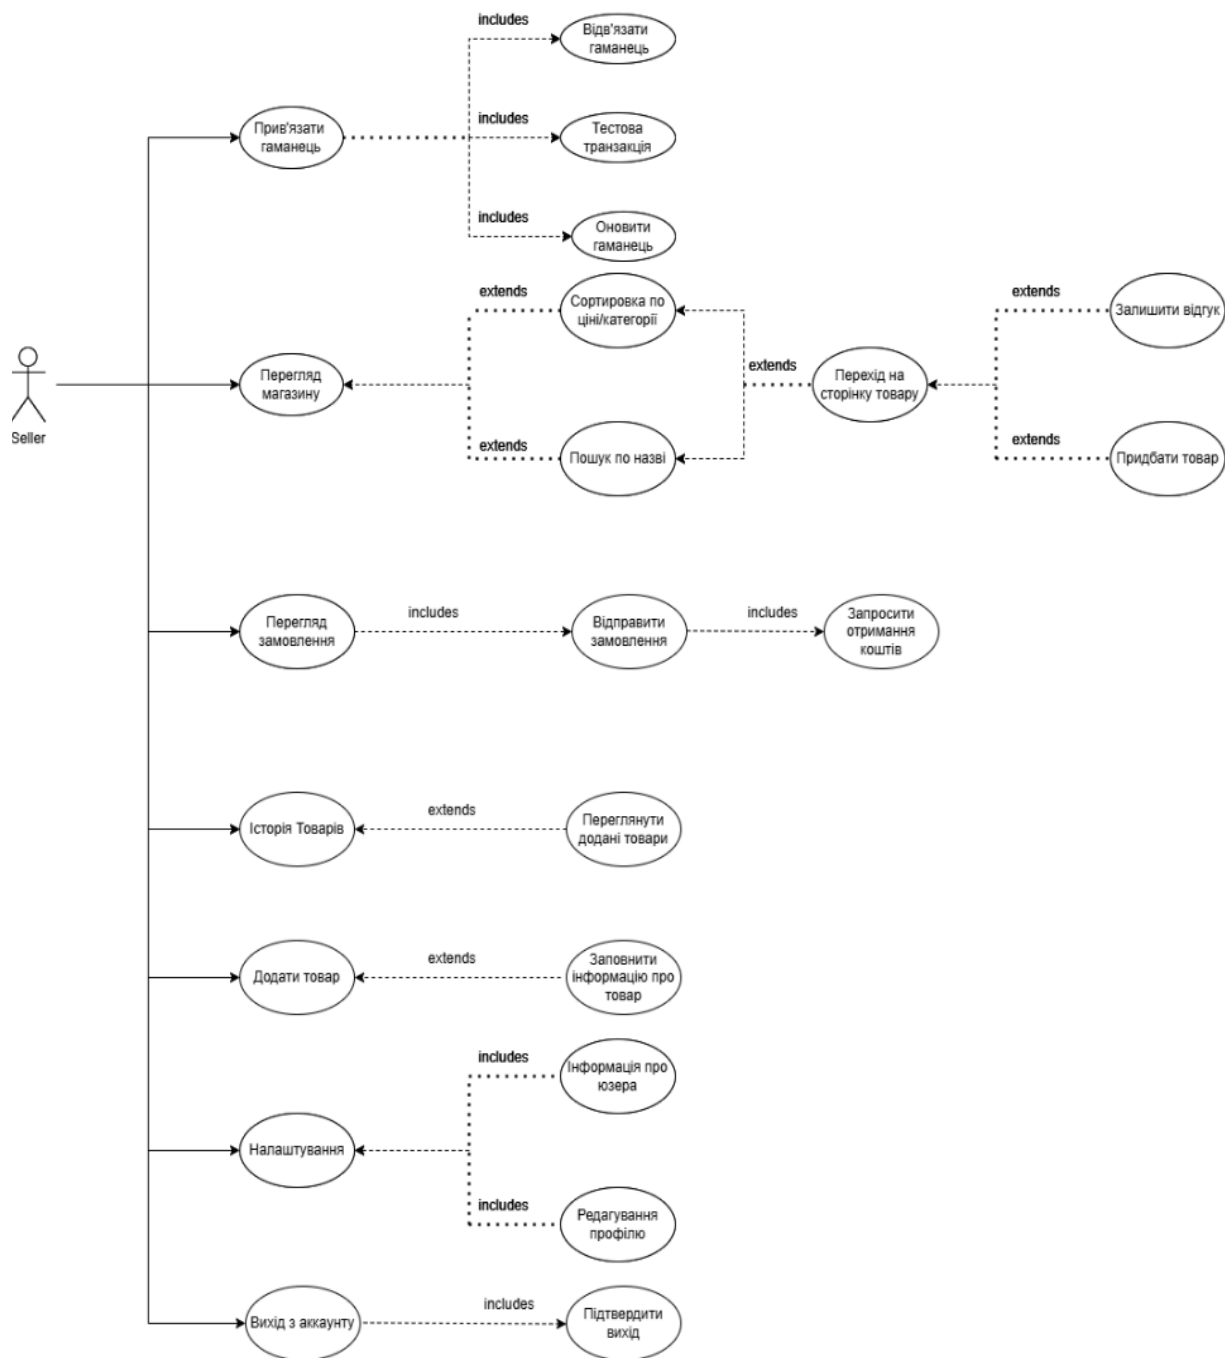 includes
Відв'язати
гаманець
includes
Прив'язати
гаманець
Тестова
транзакція
includes
Оновити
гаманець
extends
Сортировка по
ціні/категорії
extends
Залишити відгук
Seller
Перегляд
магазину
extends
Перехід на
сторінку товару
extends
Пошук по назві
extends
Придбати товар
Перегляд
замовлення
includes
Відправити
замовлення
includes
Запросити
отримання
коштів
Історія Товарів
extends
Переглянути
додані товари
Додати товар
extends
Заповнити
інформацію про
товар
includes
Інформація про
юзера
Налаштування
includes
Редагування
профілю
Вихід з аккаунту
includes
Підтвердити
вихід